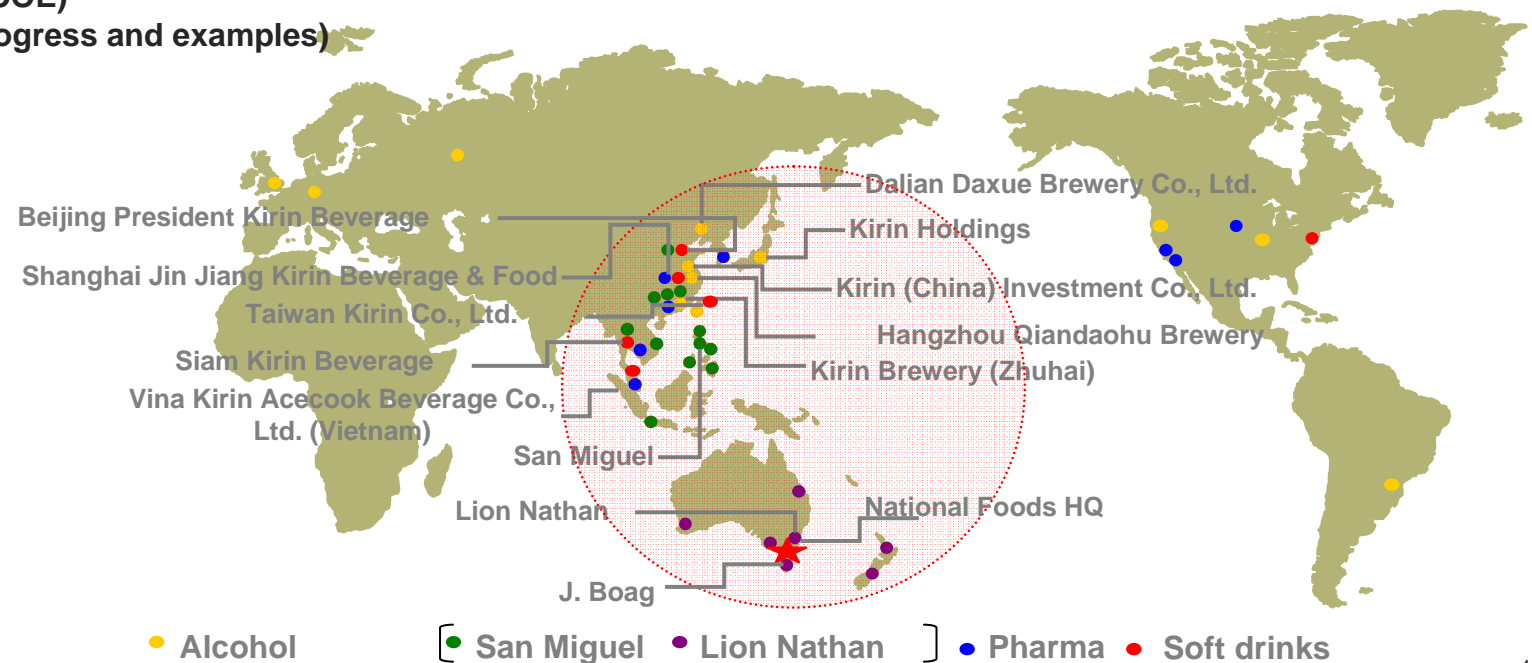 ogress and examples)
Dalian Daxue Brewery Co., Ltd.
Beijing President Kirin Beverage
Kirin Holdings
Shanghai Jin Jiang Kirin Beverage & Food
Kirin (China) Investment Co., Ltd.
Taiwan Kirin Co., Ltd.
Hangzhou Qiandaohu Brewery
Siam Kirin Beverage
Kirin Brewery (Zhuhai)
Vina Kirin Acecook Beverage Co.,
Ltd. (Vietnam)
San Miguel
Lion Nathan
National Foods HQ
J. Boag
Alcohol [ San Miguel Lion Nathan ] Pharma Soft drinks